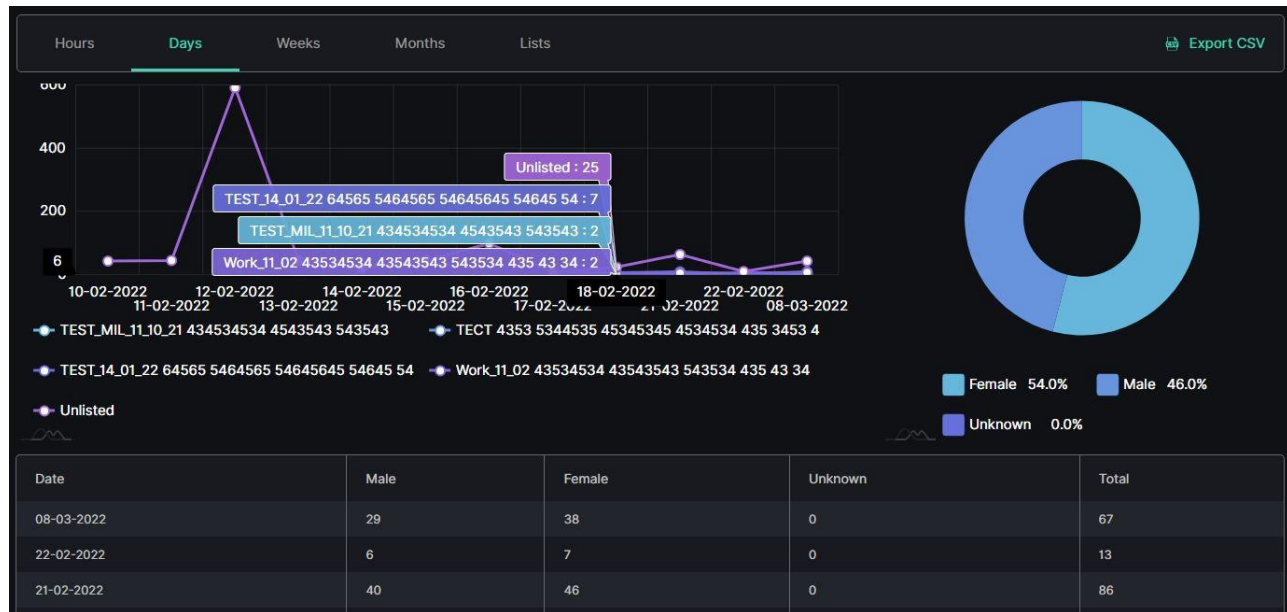 Hours Days Weeks Months Lists Export CSV
600
400
200
0
6
Unlisted : 25
TEST_14_01_22 64565 5464565 54645645 54645 54 : 7
TEST_MIL_11_10_21 434534534 4543543 543543 : 2
Work_11_02 43534534 43543543 543534 435 43 34 : 2
10-02-2022 12-02-2022 14-02-2022 16-02-2022 18-02-2022 22-02-2022
11-02-2022 13-02-2022 15-02-2022 17-02-2022 21-02-2022 08-03-2022
TEST_MIL_11_10_21 434534534 4543543 543543 TECT 4353 5344535 45345345 4534534 435 3453 4
TEST_14_01_22 64565 5464565 54645645 54645 54 Work_11_02 43534534 43543543 543534 435 43 34
Unlisted
Female 54.0% Male 46.0%
Unknown 0.0%
Date Male Female Unknown Total
08-03-2022 29 38 0 67
22-02-2022 6 7 0 13
21-02-2022 40 46 0 86